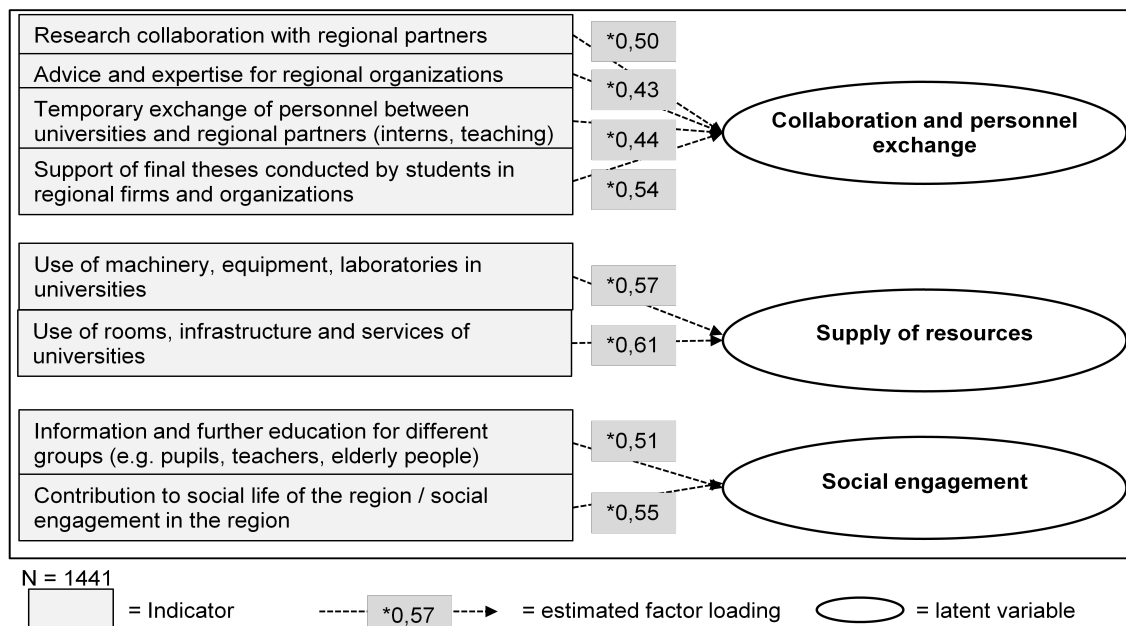 Research collaboration with regional partners
*0,50
Advice and expertise for regional organizations
*0,43
Temporary exchange of personnel between
universities and regional partners (interns, teaching)
*0,44
Support of final theses conducted by students in
regional firms and organizations
*0,54
Collaboration and personnel
exchange
Use of machinery, equipment, laboratories in
universities
*0,57
Use of rooms, infrastructure and services of
universities
*0,61
Supply of resources
Information and further education for different
groups (e.g. pupils, teachers, elderly people)
*0,51
Contribution to social life of the region / social
engagement in the region
*0,55
Social engagement
N = 1441
= Indicator
*0,57
= estimated factor loading
= latent variable